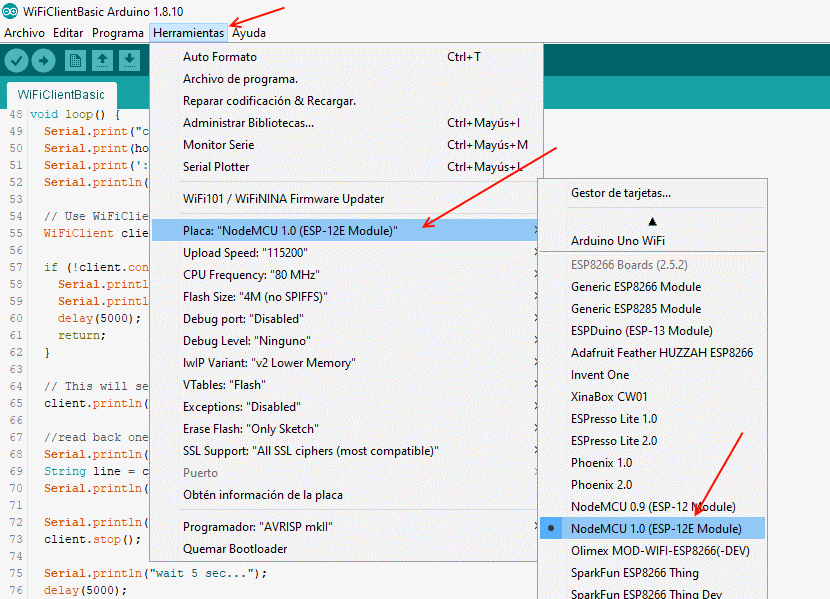 WiFiClientBasic Arduino 1.8.10
Archivo Editar Programa Herramientas Ayuda
WiFiClientBasic
48 void loop() {
49 Serial.print("c
50 Serial.print(ho
51 Serial.print(':
52 Serial.println(
53
54 // Use WiFiClie
55 WiFiClient clie
56
57 if (!client.con
58 Serial.printl
59 Serial.printl
60 delay(5000);
61 return;
62 }
63
64 // This will se
65 client.println(
66
67 //read back one
68 Serial.println(
69 String line = c
70 Serial.println(
71
72 Serial.println(
73 client.stop();
74
75 Serial.println("wait 5 sec...");
76 delay(5000);
Auto Formato Ctrl+T
Archivo de programa.
Reparar codificación & Recargar.
Administrar Bibliotecas... Ctrl+Mayús+I
Monitor Serie Ctrl+Mayús+M
Serial Plotter Ctrl+Mayús+L
WiFi101 / WiFiNINA Firmware Updater
Placa: "NodeMCU 1.0 (ESP-12E Module)"
Upload Speed: "115200"
CPU Frequency: "80 MHz"
Flash Size: "4M (no SPIFFS)"
Debug port: "Disabled"
Debug Level: "Ninguno"
lwIP Variant: "v2 Lower Memory"
VTables: "Flash"
Exceptions: "Disabled"
Erase Flash: "Only Sketch"
SSL Support: "All SSL ciphers (most compatible)"
Puerto
Obtén información de la placa
Programador: "AVRISP mkII"
Quemar Bootloader
Gestor de tarjetas...
Arduino Uno WiFi
ESP8266 Boards (2.5.2)
Generic ESP8266 Module
Generic ESP8285 Module
ESPDuino (ESP-13 Module)
Adafruit Feather HUZZAH ESP8266
Invent One
XinaBox CW01
ESPresso Lite 1.0
ESPresso Lite 2.0
Phoenix 1.0
Phoenix 2.0
NodeMCU 0.9 (ESP-12 Module)
NodeMCU 1.0 (ESP-12E Module)
Olimex MOD-WIFI-ESP8266(-DEV)
SparkFun ESP8266 Thing
SparkFun ESP8266 Thing Dev